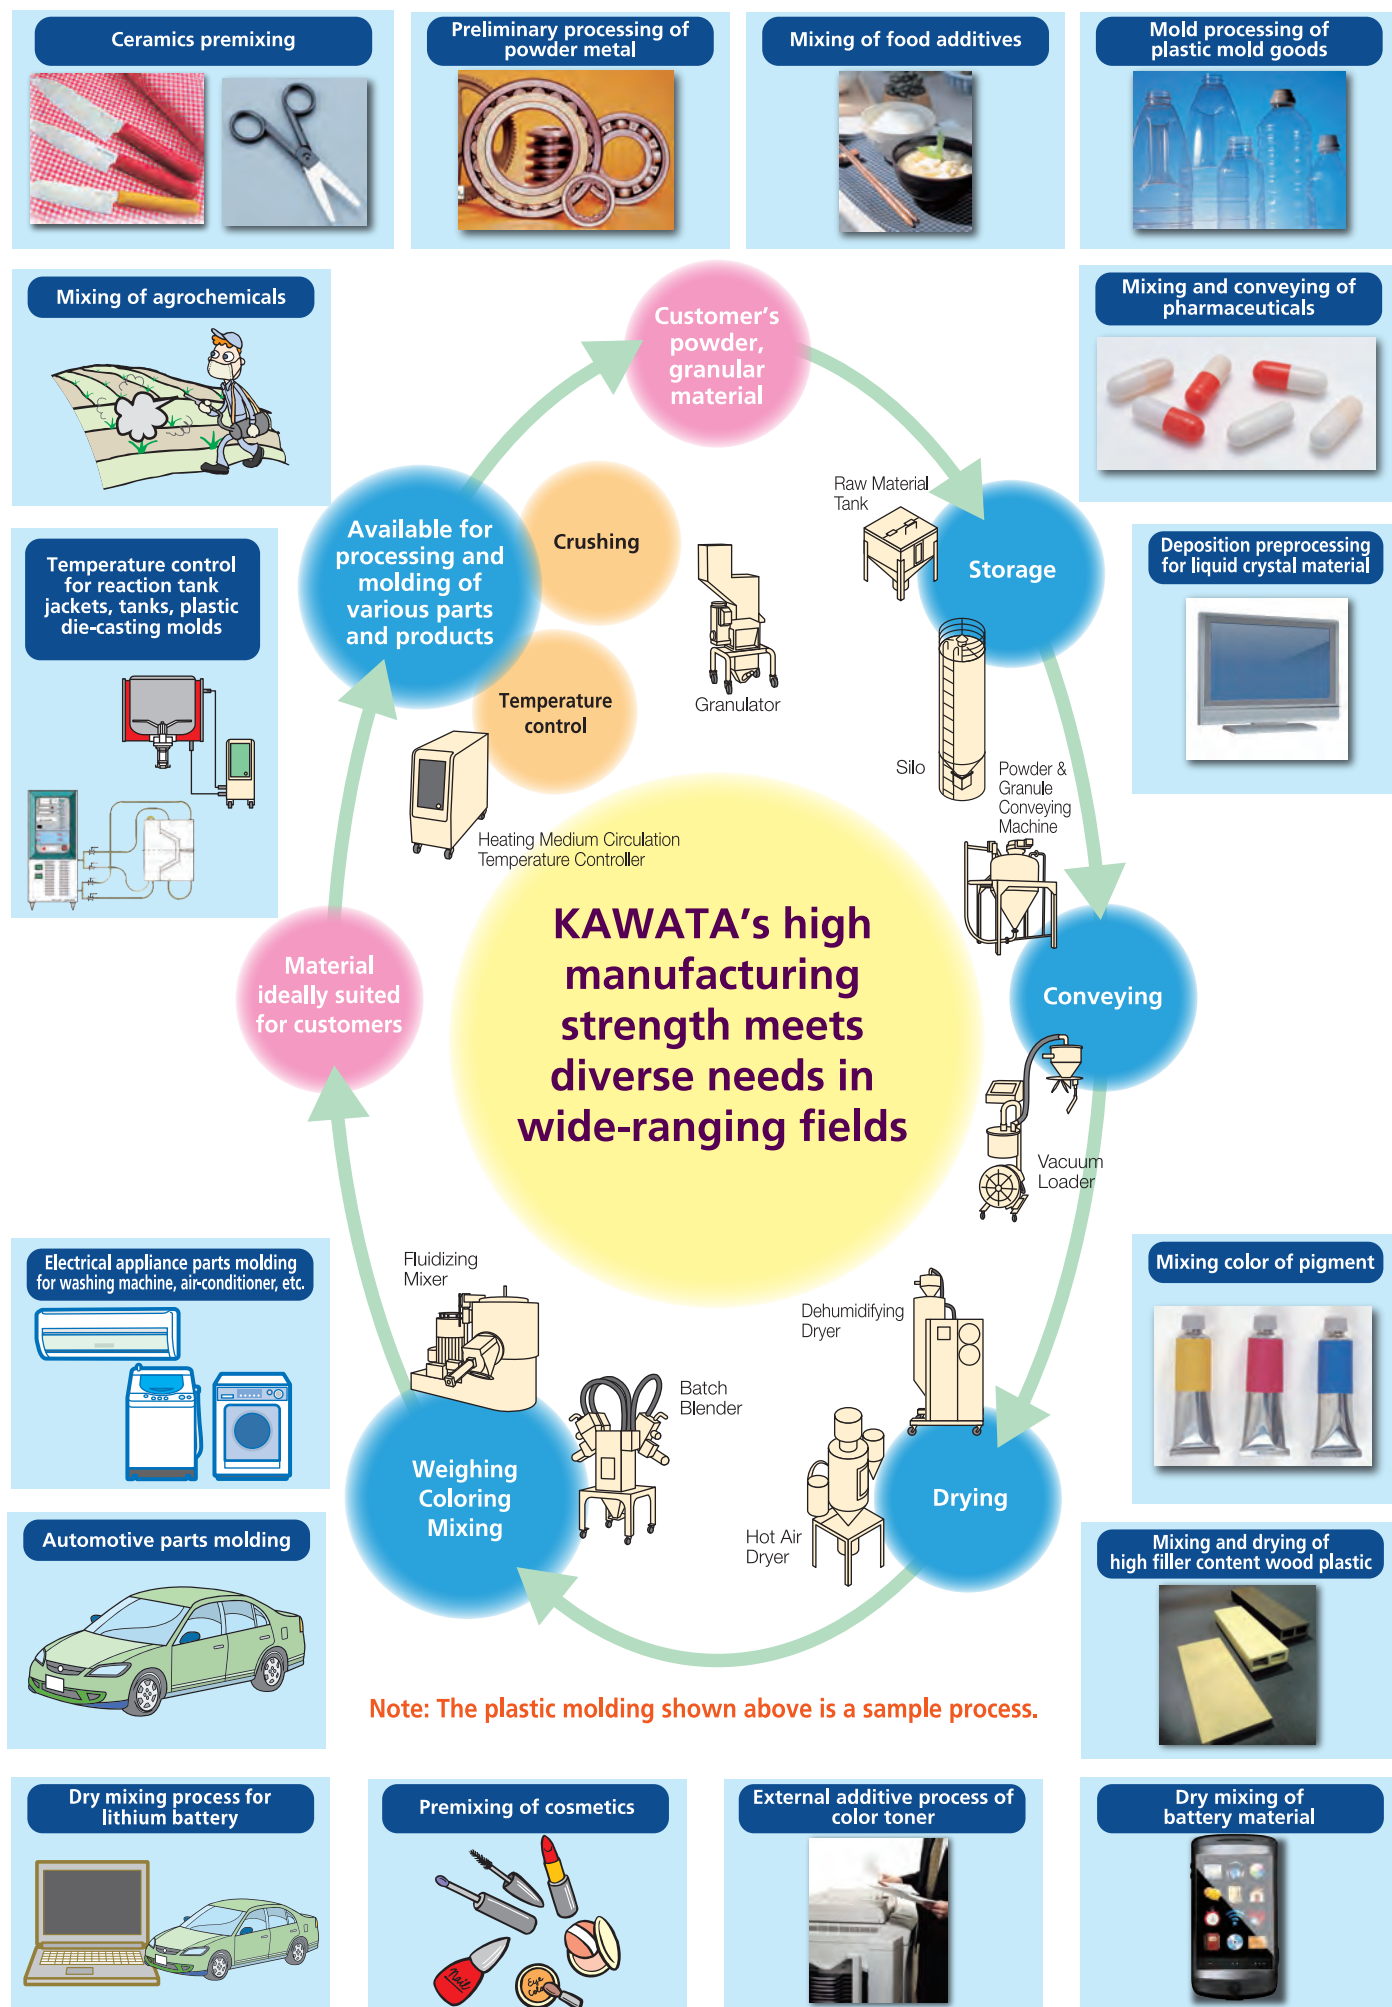 Ceramics premixing
Preliminary processing of
powder metal
Mixing of food additives
Mold processing of
plastic mold goods
Mixing of agrochemicals
Customer's
powder,
granular
material
Mixing and conveying of
pharmaceuticals
Available for
processing and
molding of
various parts
and products
Crushing
Raw Material
Tank
Storage
Temperature control
for reaction tank
jackets, tanks, plastic
die-casting molds
Deposition preprocessing
for liquid crystal material
Temperature
control
Granulator
Silo
Powder &
Granule
Conveying
Machine
Heating Medium Circulation
Temperature Controller
KAWATA's high
manufacturing
strength meets
diverse needs in
wide-ranging fields
Material
ideally suited
for customers
Conveying
Vacuum
Loader
Electrical appliance parts molding
for washing machine, air-conditioner, etc.
Fluidizing
Mixer
Dehumidifying
Dryer
Mixing color of pigment
Batch
Blender
Weighing
Coloring
Mixing
Drying
Hot Air
Dryer
Automotive parts molding
Mixing and drying of
high filler content wood plastic
Note: The plastic molding shown above is a sample process.
Dry mixing process for
lithium battery
Premixing of cosmetics
Nail
Eye
Color
External additive process of
color toner
Dry mixing of
battery material